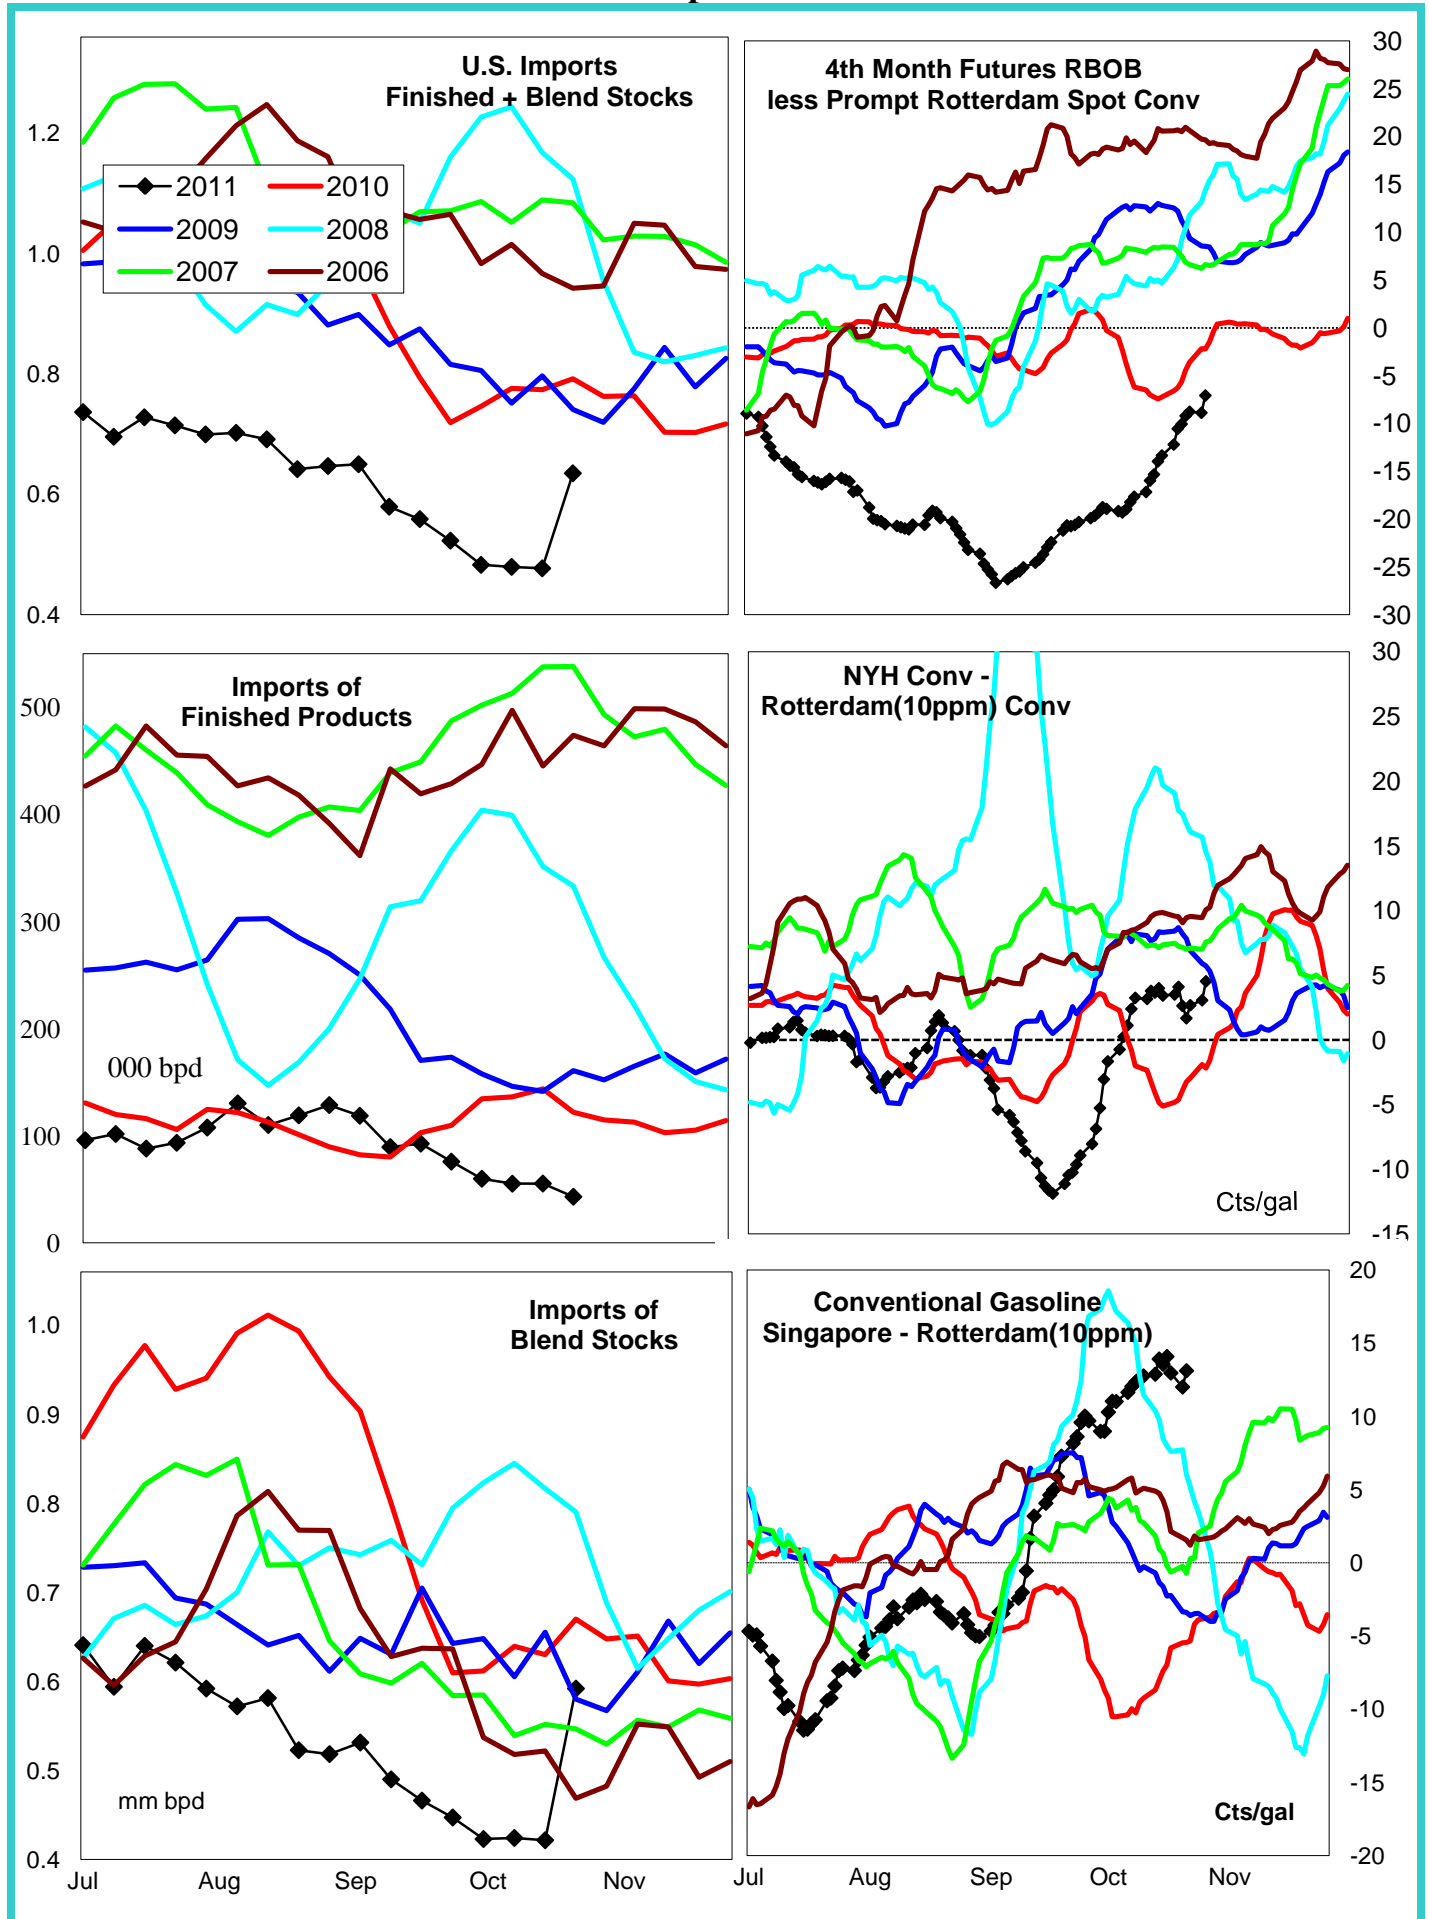 U.S. Imports
Finished + Blend Stocks
1.2
1.0
0.8
0.6
0.4
2011
2010
2009
2008
2007
2006
4th Month Futures RBOB
less Prompt Rotterdam Spot Conv
30
25
20
15
10
5
0
-5
-10
-15
-20
-25
-30
Imports of
Finished Products
500
400
300
200
100
0
000 bpd
NYH Conv -
Rotterdam(10ppm) Conv
30
25
20
15
10
5
0
-5
-10
-15
Cts/gal
Imports of
Blend Stocks
1.0
0.9
0.8
0.7
0.6
0.5
0.4
mm bpd
Jul
Aug
Sep
Oct
Nov
Conventional Gasoline
Singapore - Rotterdam(10ppm)
20
15
10
5
0
-5
-10
-15
-20
Cts/gal
Jul
Aug
Sep
Oct
Nov